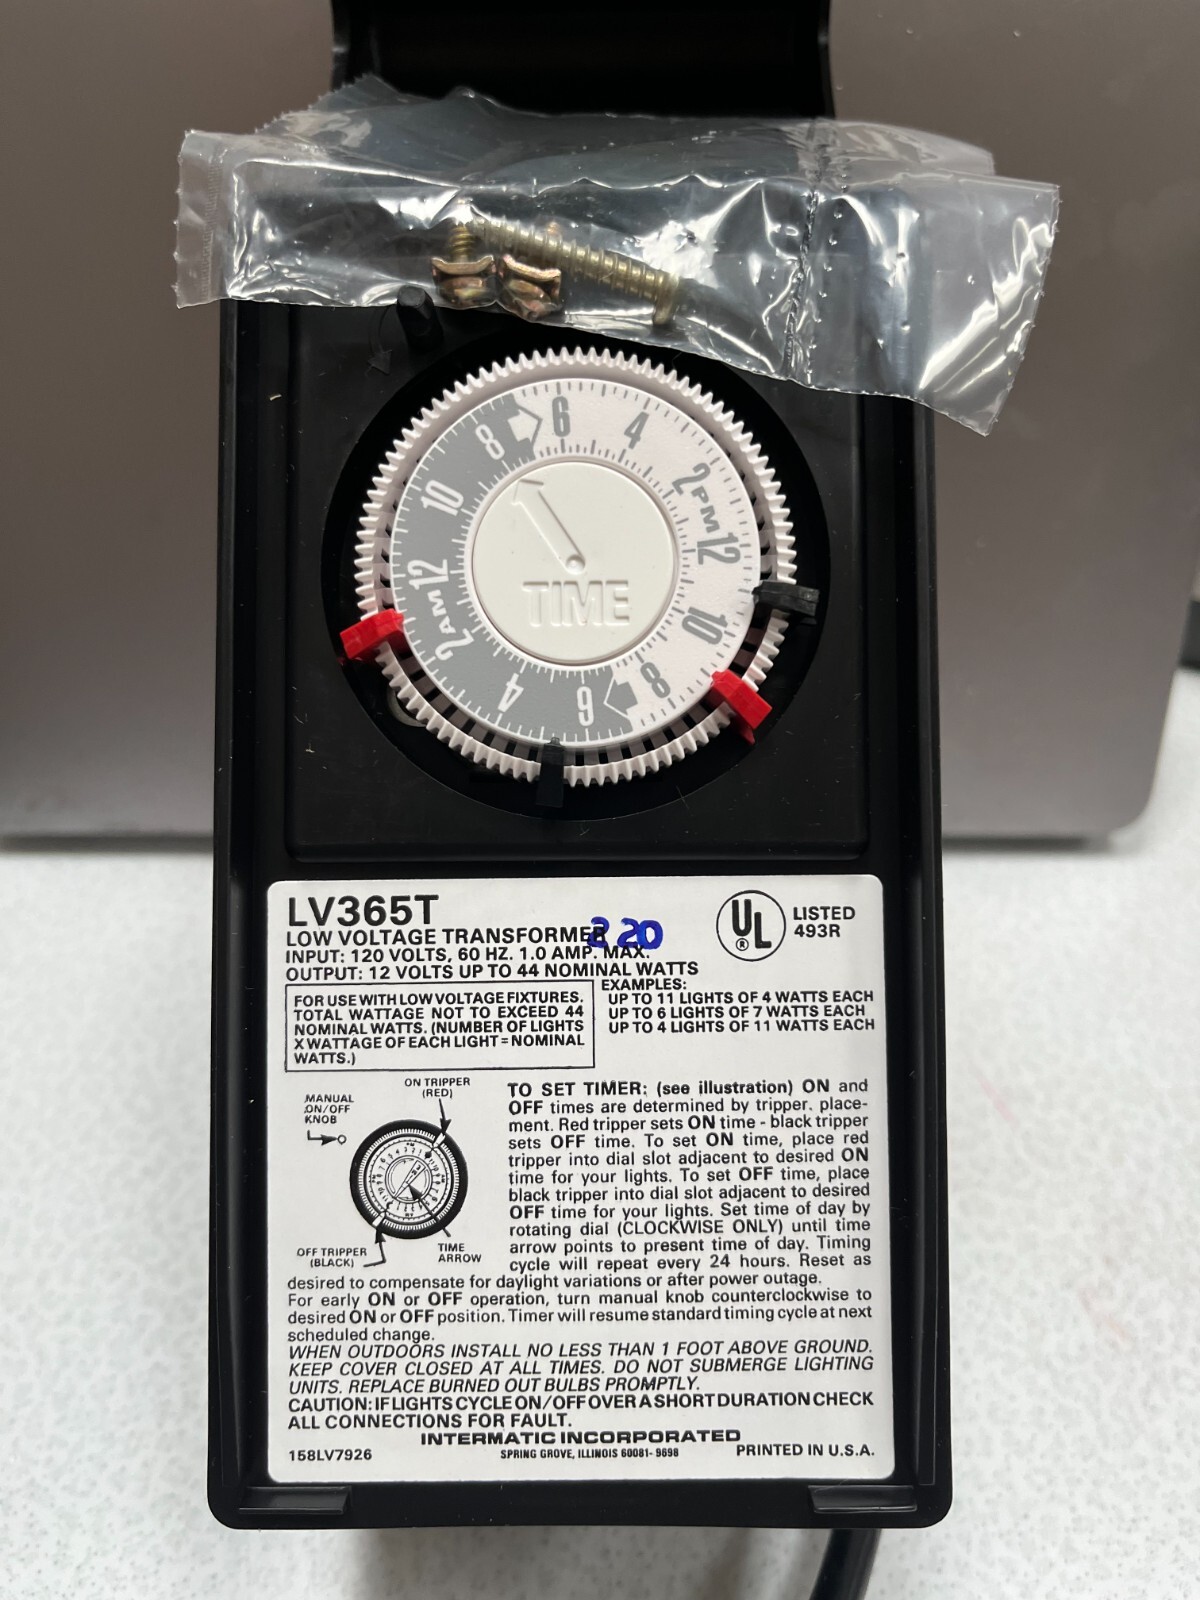 6
4
2 PM
12
10
8
6
4
2 AM
12
10
8
TIME
LV365T
LOW VOLTAGE TRANSFORMER
220
INPUT: 120 VOLTS, 60 HZ. 1.0 AMP. MAX.
OUTPUT: 12 VOLTS UP TO 44 NOMINAL WATTS
UL
®
LISTED
493R
FOR USE WITH LOW VOLTAGE FIXTURES.
TOTAL WATTAGE NOT TO EXCEED 44
NOMINAL WATTS. (NUMBER OF LIGHTS
X WATTAGE OF EACH LIGHT = NOMINAL
WATTS.)
EXAMPLES:
UP TO 11 LIGHTS OF 4 WATTS EACH
UP TO 6 LIGHTS OF 7 WATTS EACH
UP TO 4 LIGHTS OF 11 WATTS EACH
ON TRIPPER
(RED)
MANUAL
ON/OFF
KNOB
OFF TRIPPER
(BLACK)
TIME
ARROW
TO SET TIMER: (see illustration) ON and
OFF times are determined by tripper. place-
ment. Red tripper sets ON time - black tripper
sets OFF time. To set ON time, place red
tripper into dial slot adjacent to desired ON
time for your lights. To set OFF time, place
black tripper into dial slot adjacent to desired
OFF time for your lights. Set time of day by
rotating dial (CLOCKWISE ONLY) until time
arrow points to present time of day. Timing
cycle will repeat every 24 hours. Reset as
desired to compensate for daylight variations or after power outage.
For early ON or OFF operation, turn manual knob counterclockwise to
desired ON or OFF position. Timer will resume standard timing cycle at next
scheduled change.
WHEN OUTDOORS INSTALL NO LESS THAN 1 FOOT ABOVE GROUND.
KEEP COVER CLOSED AT ALL TIMES. DO NOT SUBMERGE LIGHTING
UNITS. REPLACE BURNED OUT BULBS PROMPTLY.
CAUTION: IF LIGHTS CYCLE ON/OFF OVER A SHORT DURATION CHECK
ALL CONNECTIONS FOR FAULT.
INTERMATIC INCORPORATED
158LV7926
SPRING GROVE, ILLINOIS 60081-9698
PRINTED IN U.S.A.